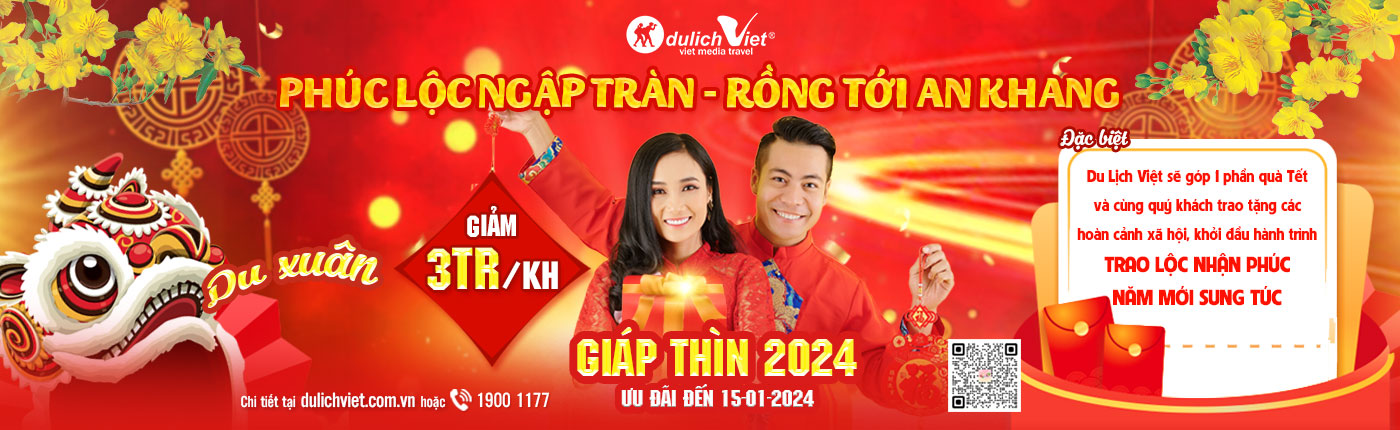 dulichViet®
viet media travel
PHÚC LỘC NGẬP TRÀN - RỒNG TỚI AN KHANG
Du xuân
GIẢM
3TR/KH
GIÁP THÌN 2024
ƯU ĐÃI ĐẾN 15-01-2024
Chi tiết tại dulichviet.com.vn hoặc 1900 1177
Đặc biệt
Du Lịch Việt sẽ góp 1 phần quà Tết
và cùng quý khách trao tặng các
hoàn cảnh xã hội, khởi đầu hành trình
TRAO LỘC NHẬN PHÚC
NĂM MỚI SUNG TÚC